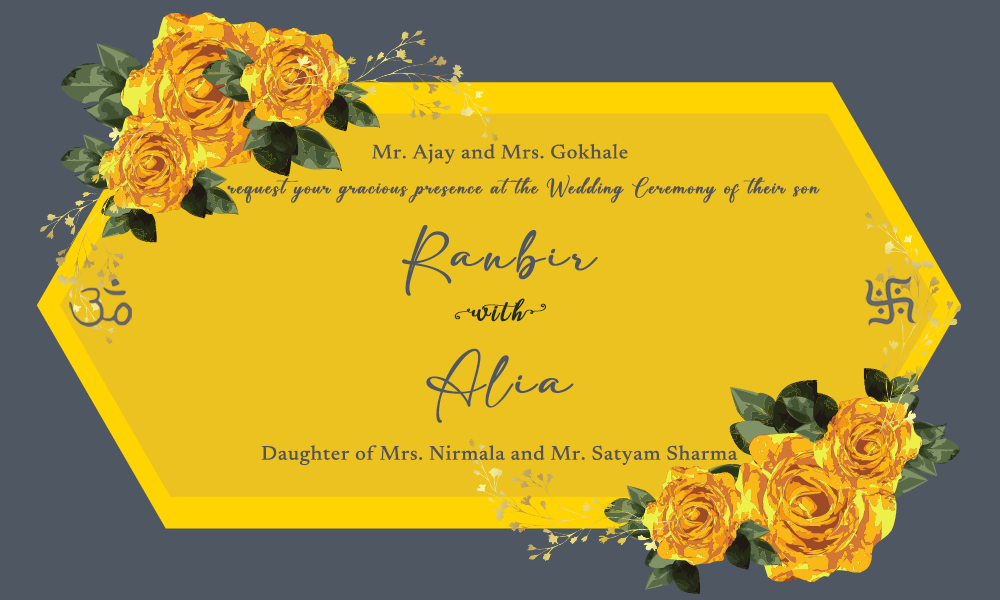 Mr. Ajay and Mrs. Gokhale
request your gracious presence at the Wedding Ceremony of their son
Ranbir
ॐ
with
Alia
Daughter of Mrs. Nirmala and Mr. Satyam Sharma